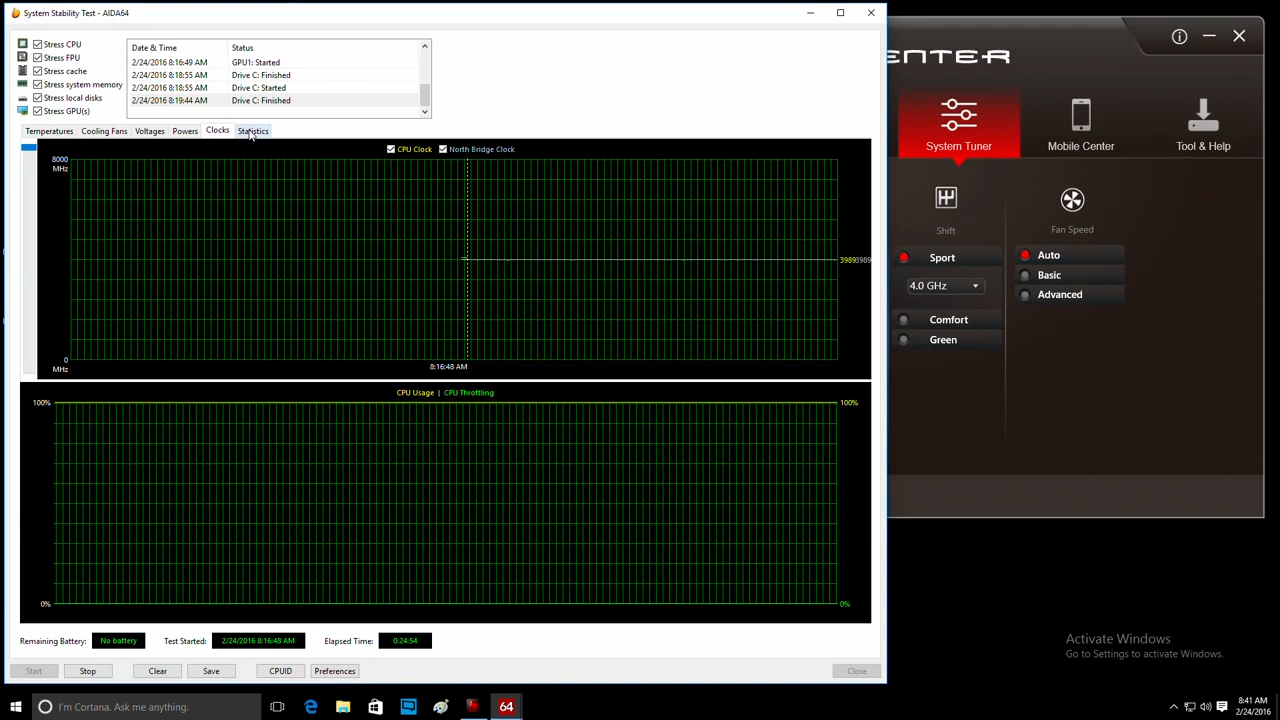 System Stability Test - AIDA64
Stress CPU
Stress FPU
Stress cache
Stress system memory
Stress local disks
Stress GPU(s)
Date & Time Status
2/24/2016 8:16:49 AM GPU1: Started
2/24/2016 8:18:55 AM Drive C: Finished
2/24/2016 8:18:55 AM Drive C: Started
2/24/2016 8:19:44 AM Drive C: Finished
Temperatures Cooling Fans Voltages Powers Clocks Statistics
CPU Clock North Bridge Clock
8000
MHz
39893989
0
MHz
8:16:48 AM
CPU Usage | CPU Throttling
100% 100%
0% 0%
Remaining Battery: No battery Test Started: 2/24/2016 8:16:48 AM Elapsed Time: 0:24:54
Start Stop Clear Save CPUID Preferences Close
ENTER
System Tuner Mobile Center Tool & Help
Shift
Sport
4.0 GHz
Comfort
Green
Fan Speed
Auto
Basic
Advanced
Activate Windows
Go to Settings to activate Windows.
I'm Cortana. Ask me anything.
64
8:41 AM
2/24/2016